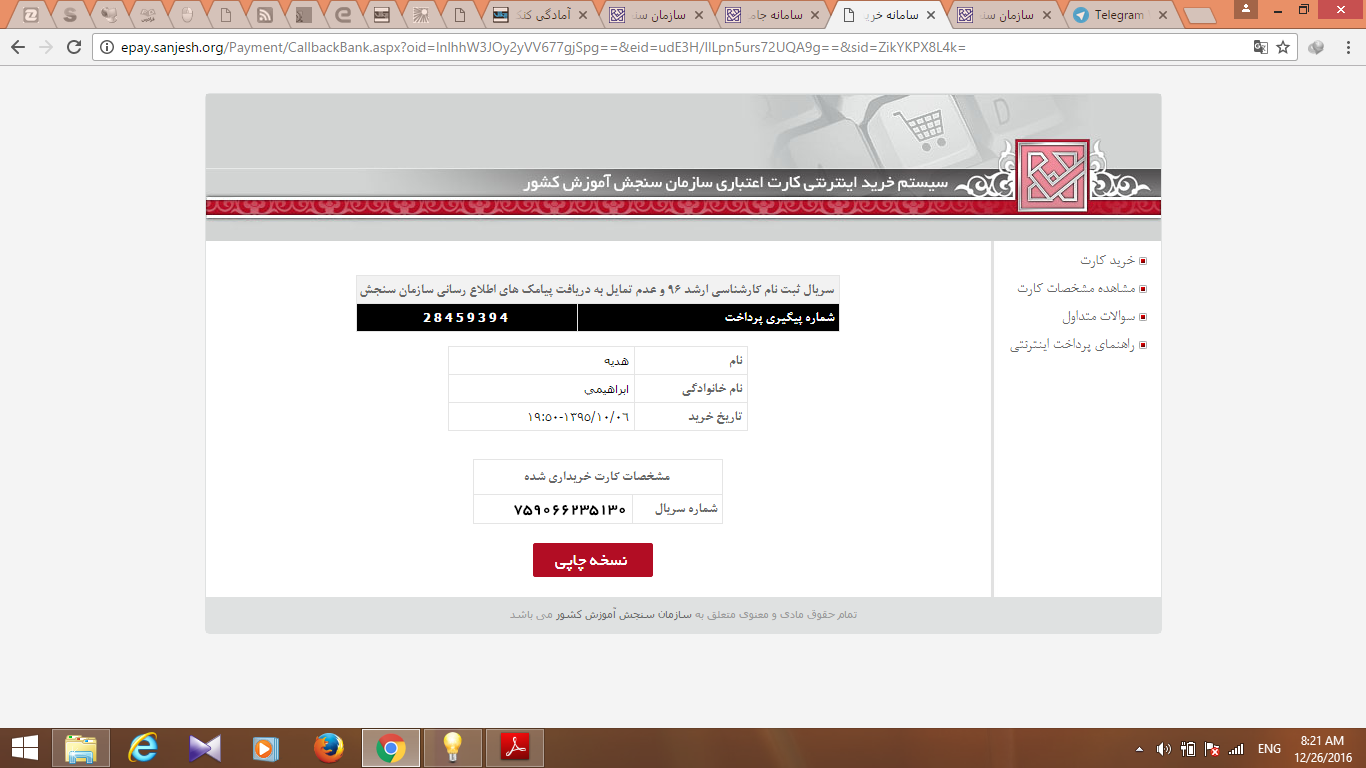 آمادگی کنک
سازمان سنج
سامانه جام
سامانه خرید
سازمان سنج
Telegram
epay.sanjesh.org/Payment/CallbackBank.aspx?oid=InlhhW3JOy2yVV677gjSpg==&eid=udE3H/IlLpn5urs72UQA9g==&sid=ZikYKPX8L4k=
سیستم خرید اینترنتی کارت اعتباری سازمان سنجش آموزش کشور
خرید کارت
مشاهده مشخصات کارت
سوالات متداول
راهنمای پرداخت اینترنتی
سریال ثبت نام کارشناسی ارشد ۹۶ و عدم تمایل به دریافت پیامک های اطلاع رسانی سازمان سنجش
شماره پیگیری پرداخت 28459394
نام هدیه
نام خانوادگی ابراهیمی
تاریخ خرید ۱۳۹۵/۱۰/۰۶-۱۹:۵۰
مشخصات کارت خریداری شده
شماره سریال ۷۵۹۰۶۶۲۳۵۱۳۰
نسخه چاپی
تمام حقوق مادی و معنوی متعلق به سازمان سنجش آموزش کشور می باشد
ENG
8:21 AM
12/26/2016